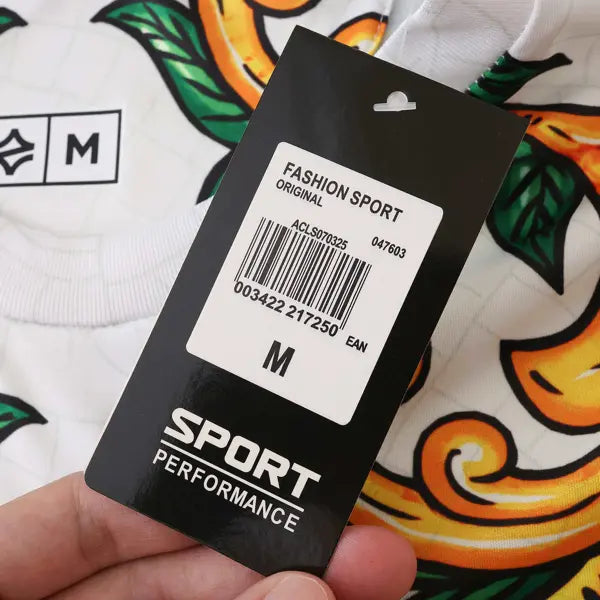 M
FASHION SPORT
ORIGINAL
ACLS070325 047603
003422 217250 EAN
M
SPORT
PERFORMANCE